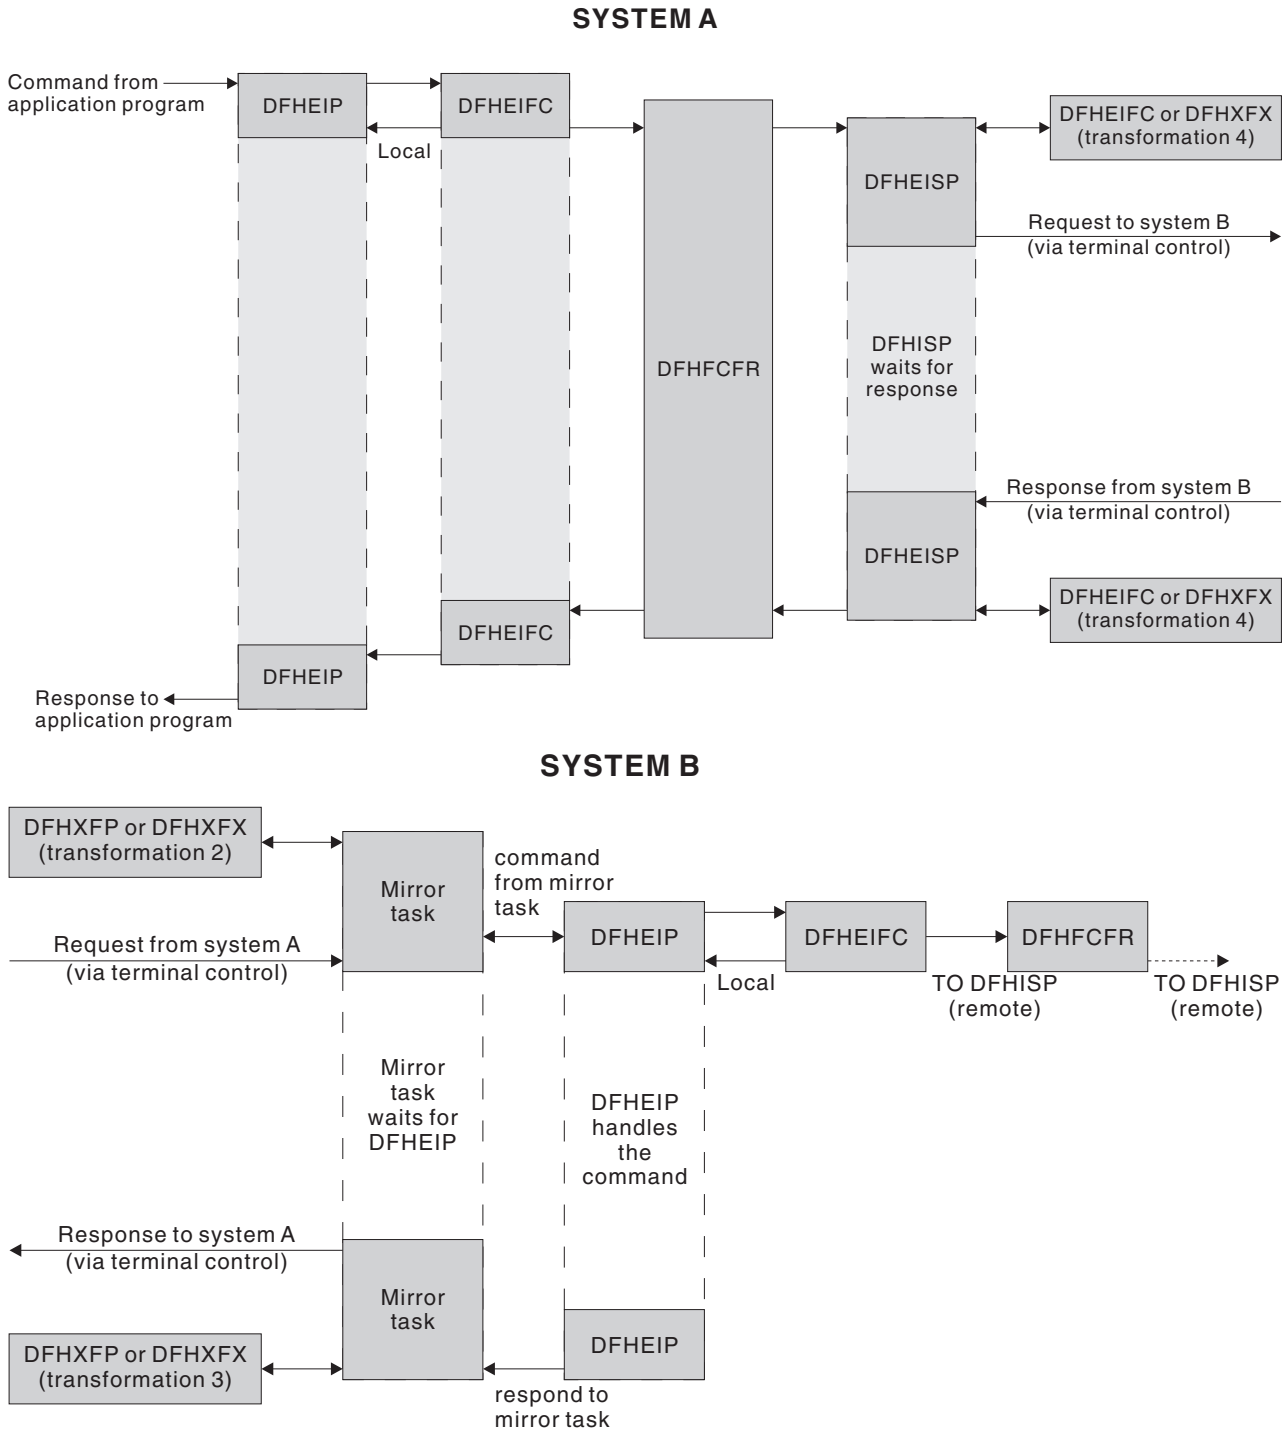 SYSTEM A
Command from
application program
DFHEIP
DFHEIFC
Local
DFHEISP
DFHEIFC or DFHXFX
(transformation 4)
Request to system B
(via terminal control)
DFHFCFR
DFHISP
waits for
response
Response from system B
(via terminal control)
DFHEISP
DFHEIFC or DFHXFX
(transformation 4)
DFHEIFC
DFHEIP
Response to
application program
SYSTEM B
DFHXFP or DFHXFX
(transformation 2)
Mirror
task
command
from mirror
task
Request from system A
(via terminal control)
DFHEIP
DFHEIFC
DFHFCFR
Local
TO DFHISP
(remote)
TO DFHISP
(remote)
Mirror
task
waits for
DFHEIP
DFHEIP
handles
the
command
Response to system A
(via terminal control)
Mirror
task
DFHXFP or DFHXFX
(transformation 3)
DFHEIP
respond to
mirror task